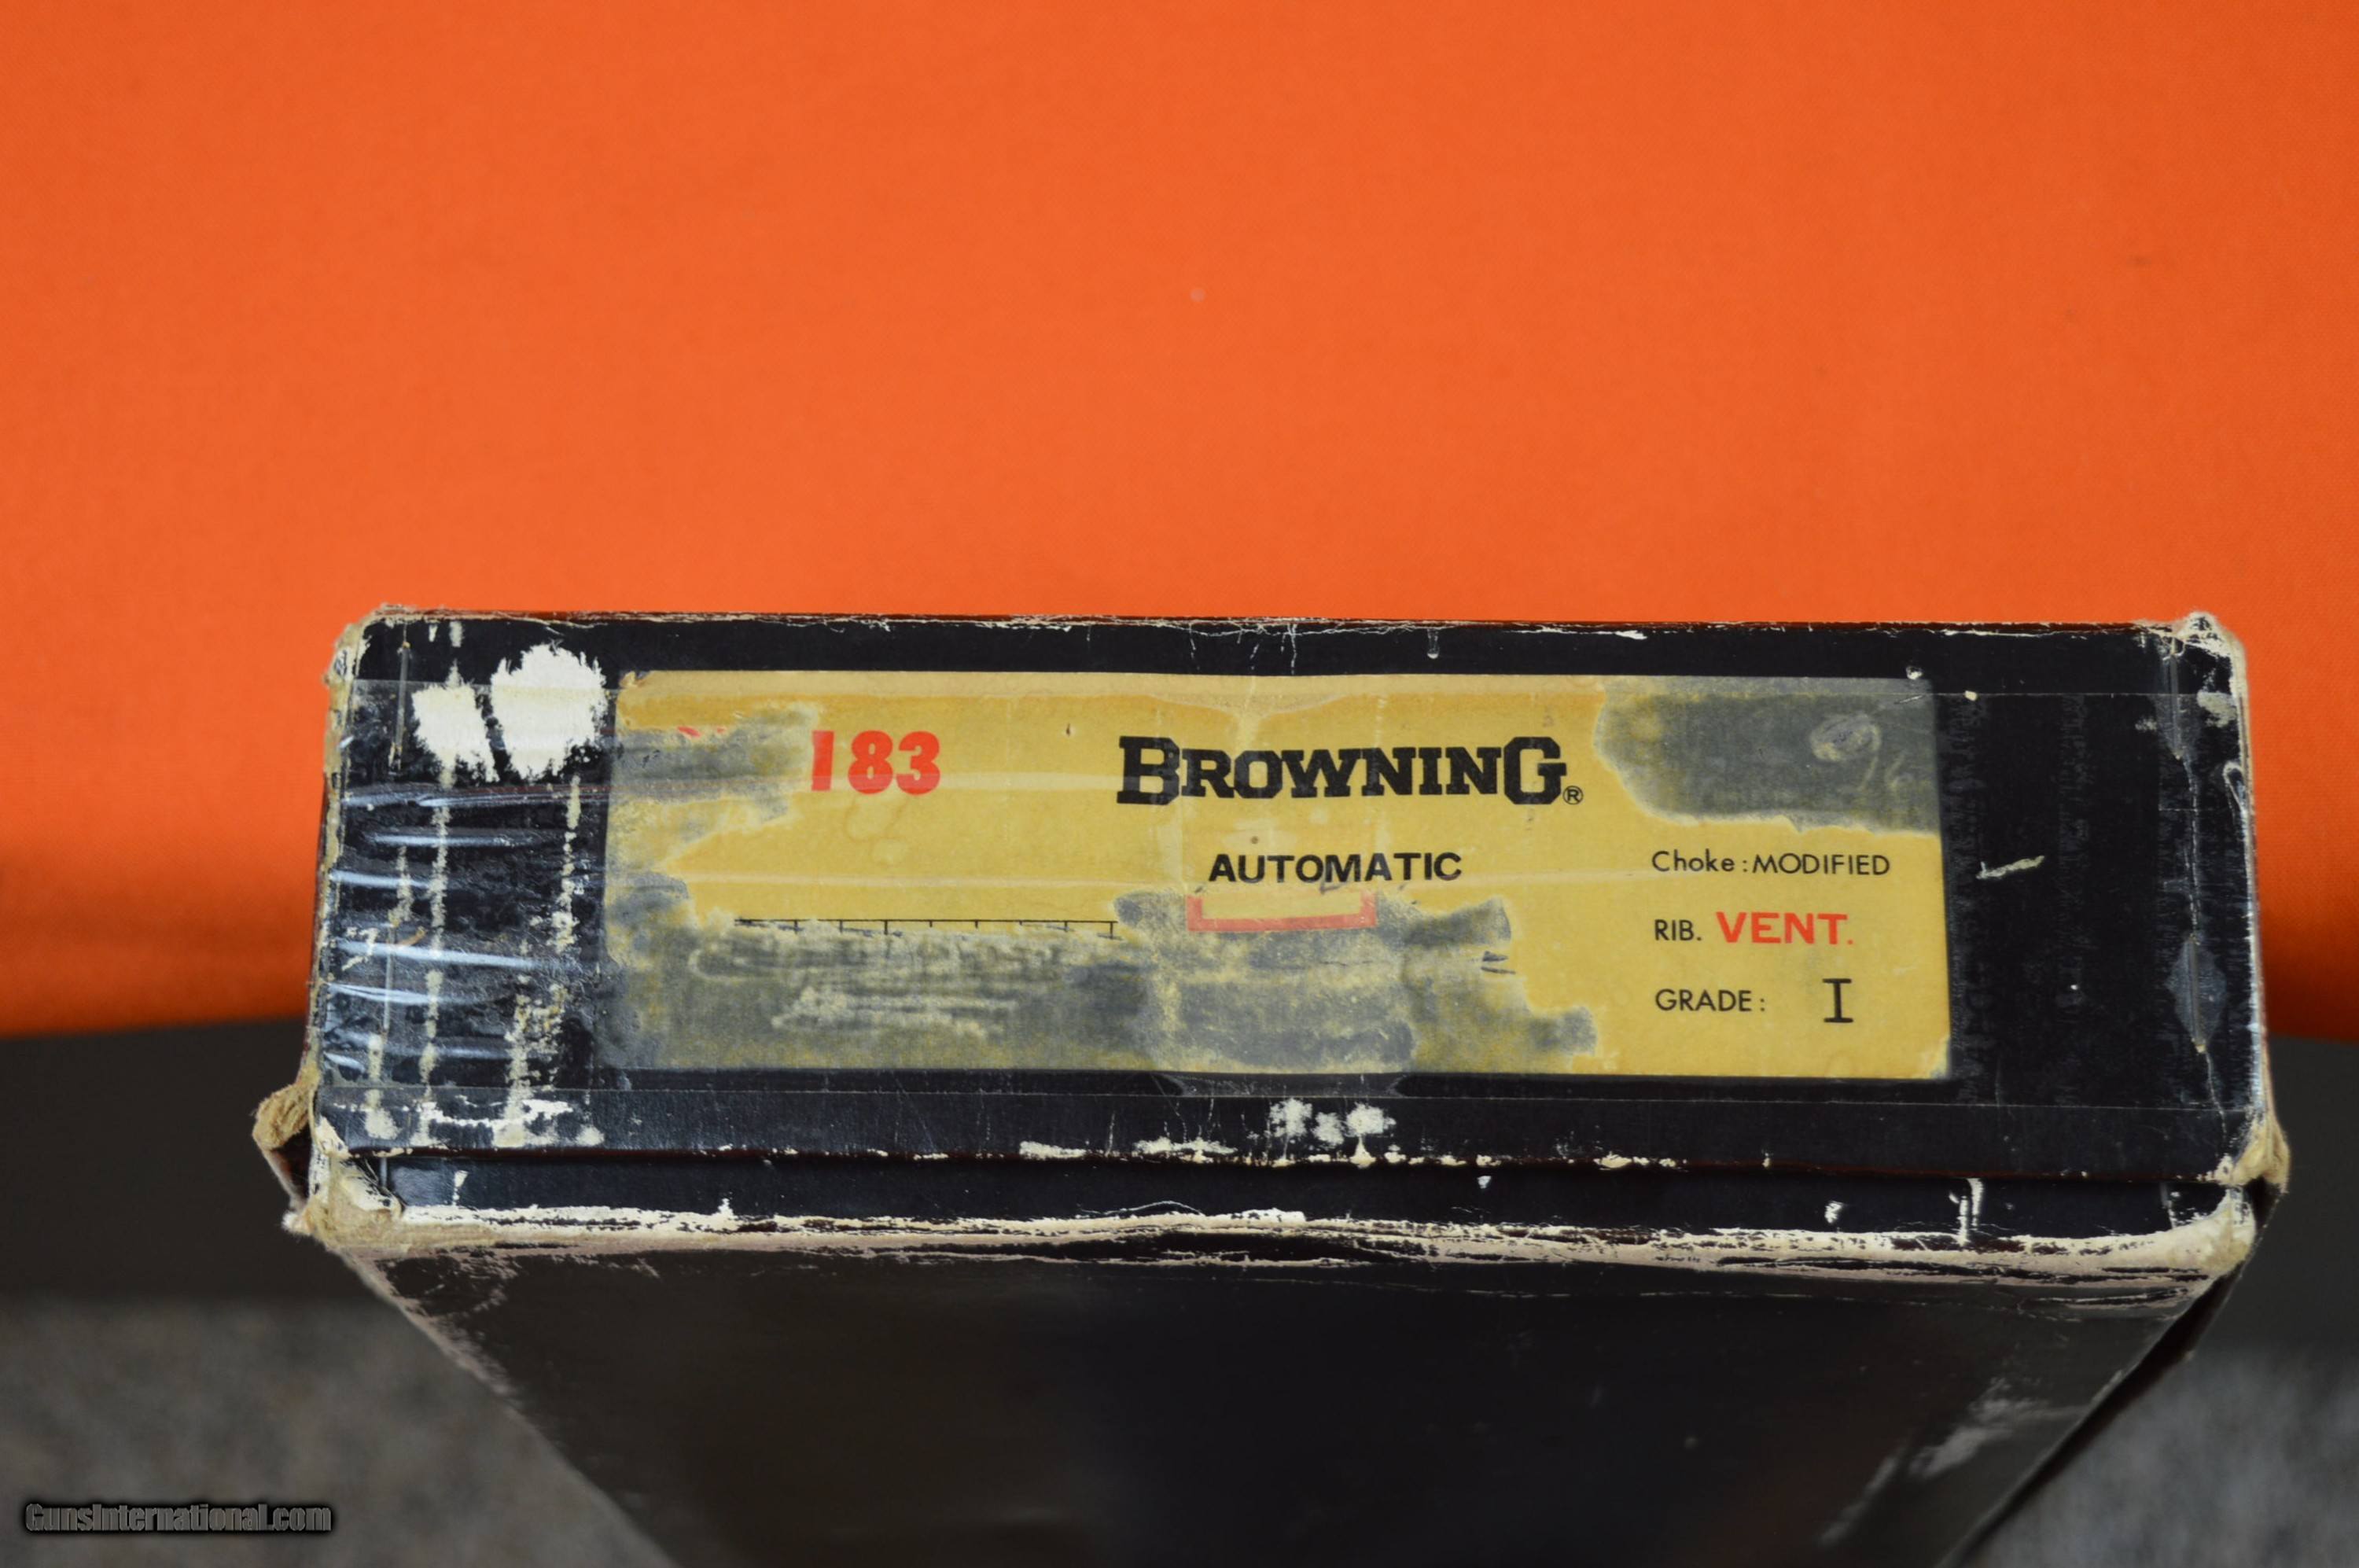 183
BROWNING®
AUTOMATIC
Choke: MODIFIED
RIB. VENT.
GRADE: I
GunsInternational.com